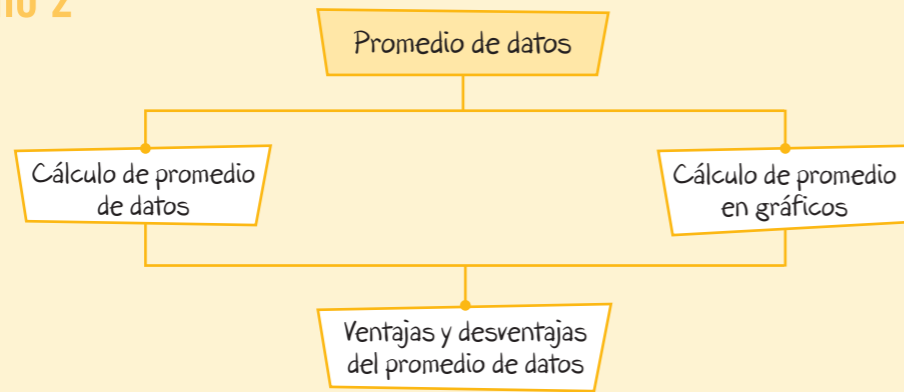 2
Promedio de datos
Cálculo de promedio
de datos
Cálculo de promedio
en gráficos
Ventajas y desventajas
del promedio de datos